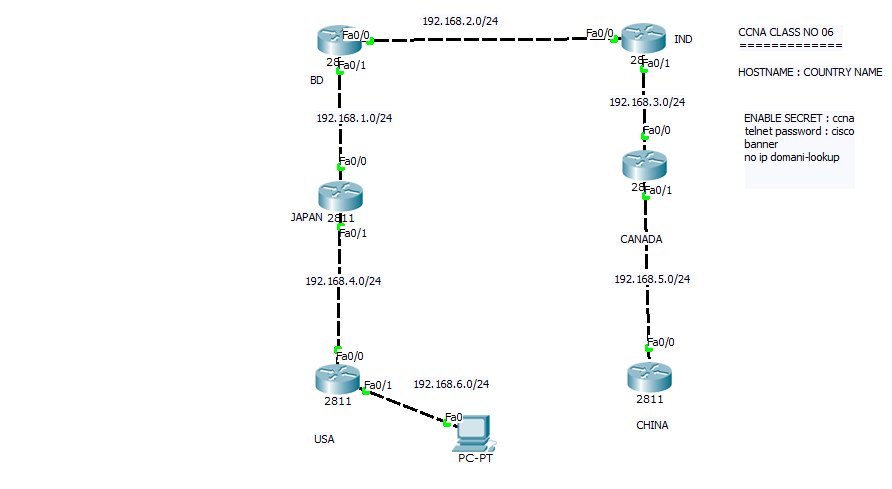 192.168.2.0/24
Fa0/0
Fa0/0
28
Fa0/1
BD
IND
28
Fa0/1
CCNA CLASS NO 06
=============
HOSTNAME : COUNTRY NAME
ENABLE SECRET : ccna
telnet password : cisco
banner
no ip domani-lookup
192.168.1.0/24
192.168.3.0/24
Fa0/0
Fa0/0
JAPAN
2811
Fa0/1
28
Fa0/1
CANADA
192.168.4.0/24
192.168.5.0/24
Fa0/0
Fa0/0
2811
Fa0/1
192.168.6.0/24
2811
USA
Fa0
PC-PT
CHINA